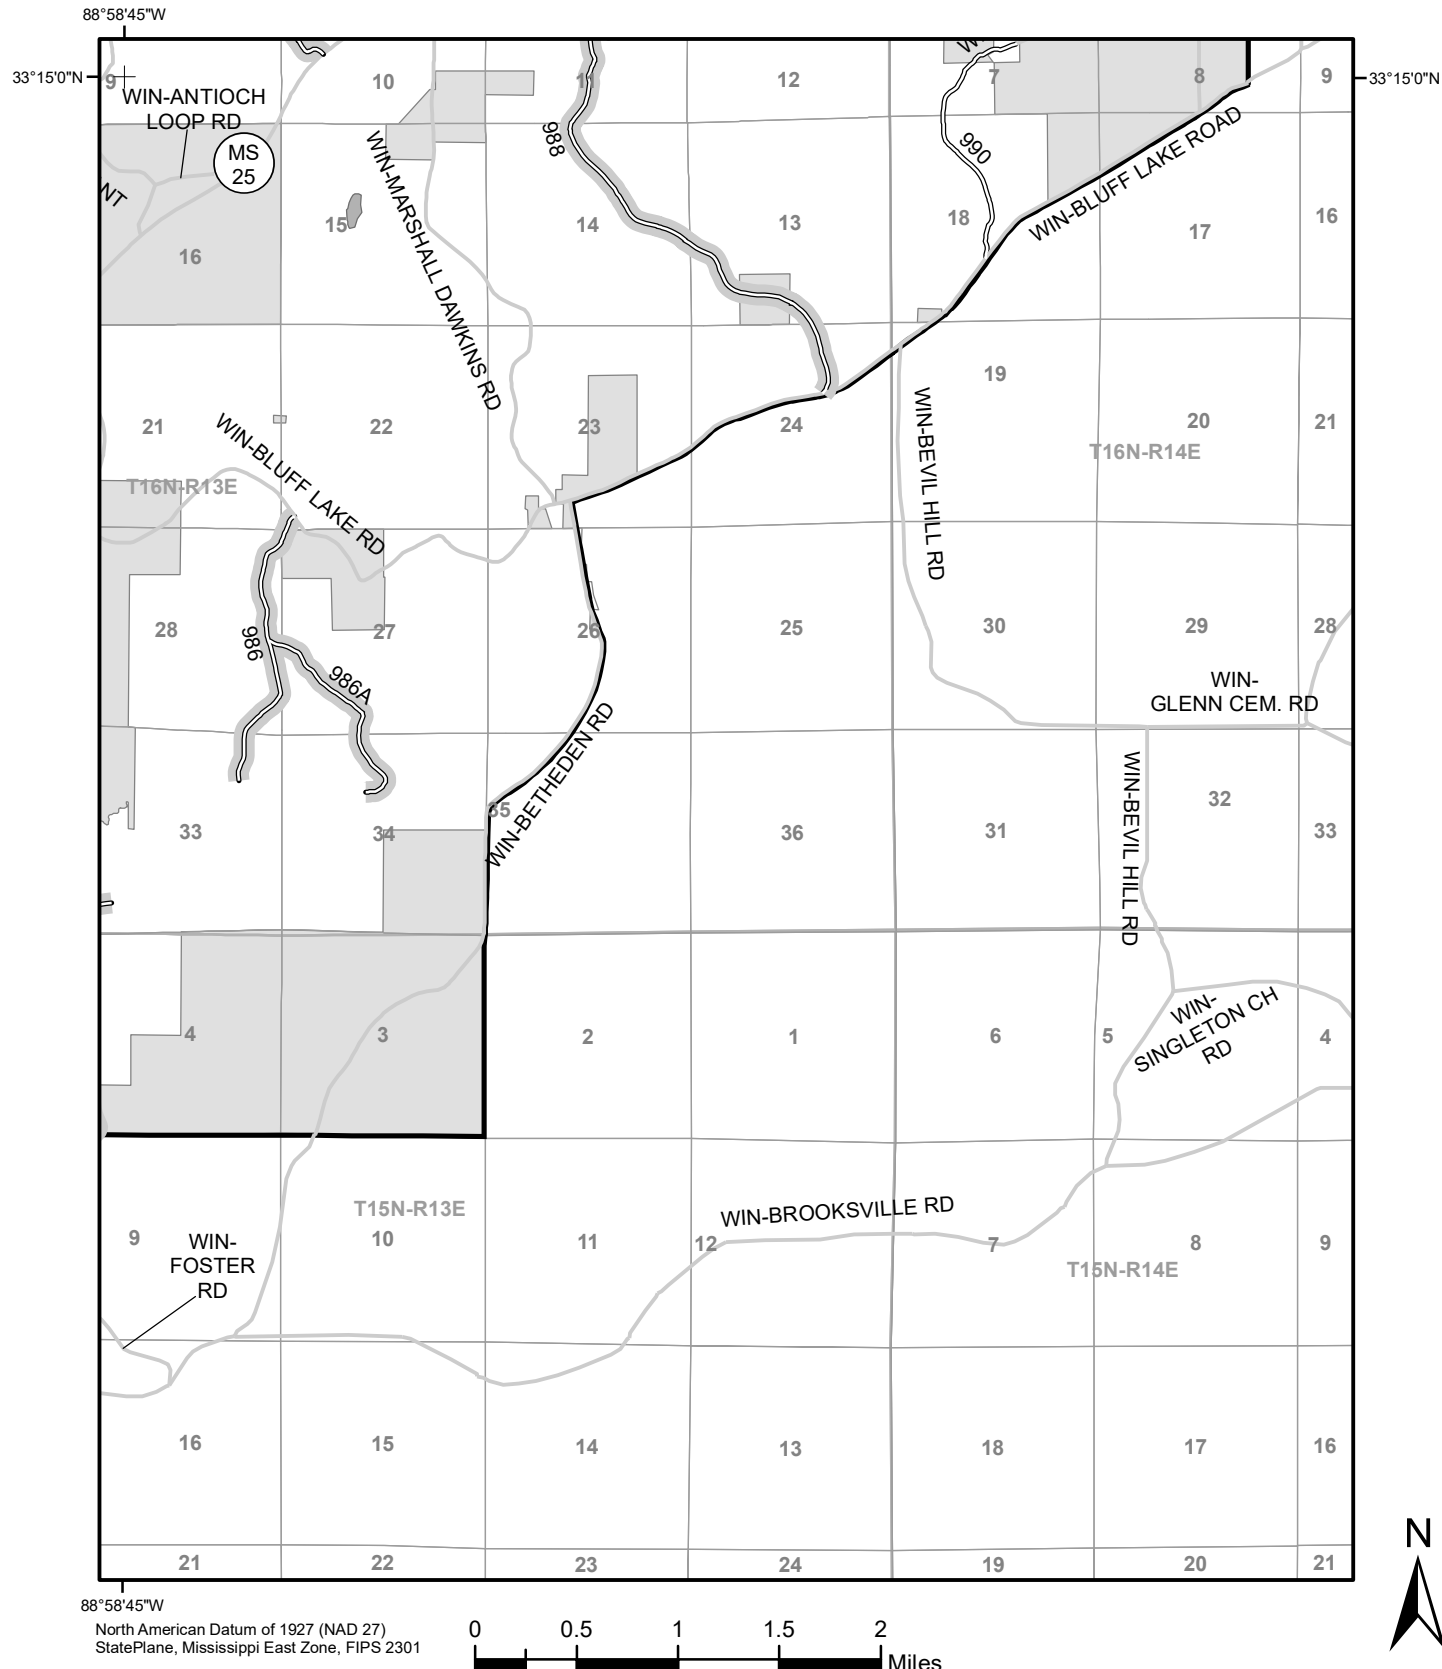 88°58'45"W
33°15'0"N
33°15'0"N
9
10
11
12
7
8
9
WIN-ANTIOCH
LOOP RD
MS
25
988
990
WIN-BLUFF LAKE ROAD
WIN-MARSHALL DAWKINS RD
NT
16
15
14
13
18
17
16
21
22
23
24
19
20
21
WIN-BLUFF LAKE RD
T16N-R13E
T16N-R14E
WIN-BEVIL HILL RD
28
27
26
25
30
29
28
986
986A
WIN-
GLENN CEM. RD
WIN-BETHEDEN RD
WIN-BEVIL HILL RD
33
34
35
36
31
32
33
4
3
2
1
6
5
4
WIN-
SINGLETON CH
RD
T15N-R13E
WIN-BROOKSVILLE RD
9
10
11
12
7
8
9
WIN-
FOSTER
RD
T15N-R14E
16
15
14
13
18
17
16
21
22
23
24
19
20
21
N
88°58'45"W
North American Datum of 1927 (NAD 27)
StatePlane, Mississippi East Zone, FIPS 2301
0 0.5 1 1.5 2
Miles